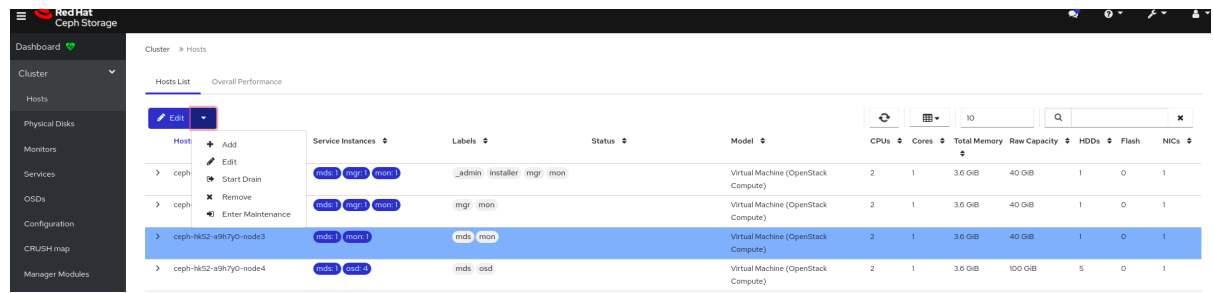 Red Hat
Ceph Storage
Dashboard
Cluster
Hosts
Physical Disks
Monitors
Services
OSDs
Configuration
CRUSH map
Manager Modules
Cluster » Hosts
Hosts List Overall Performance
Edit
10
Add
Edit
Start Drain
Remove
Enter Maintenance
Service Instances Labels Status Model CPUs Cores Total Memory Raw Capacity HDDs Flash NICs
mds: 1 mgr: 1 mon: 1 _admin installer mgr mon Virtual Machine (OpenStack Compute) 2 1 3.6 GiB 40 GiB 1 0 1
mds: 1 mgr: 1 mon: 1 mgr mon Virtual Machine (OpenStack Compute) 2 1 3.6 GiB 40 GiB 1 0 1
ceph-hk52-a9h7y0-node3 mds: 1 mon: 1 mds mon Virtual Machine (OpenStack Compute) 2 1 3.6 GiB 40 GiB 1 0 1
ceph-hk52-a9h7y0-node4 mds: 1 osd: 4 mds osd Virtual Machine (OpenStack Compute) 2 1 3.6 GiB 100 GiB 5 0 1